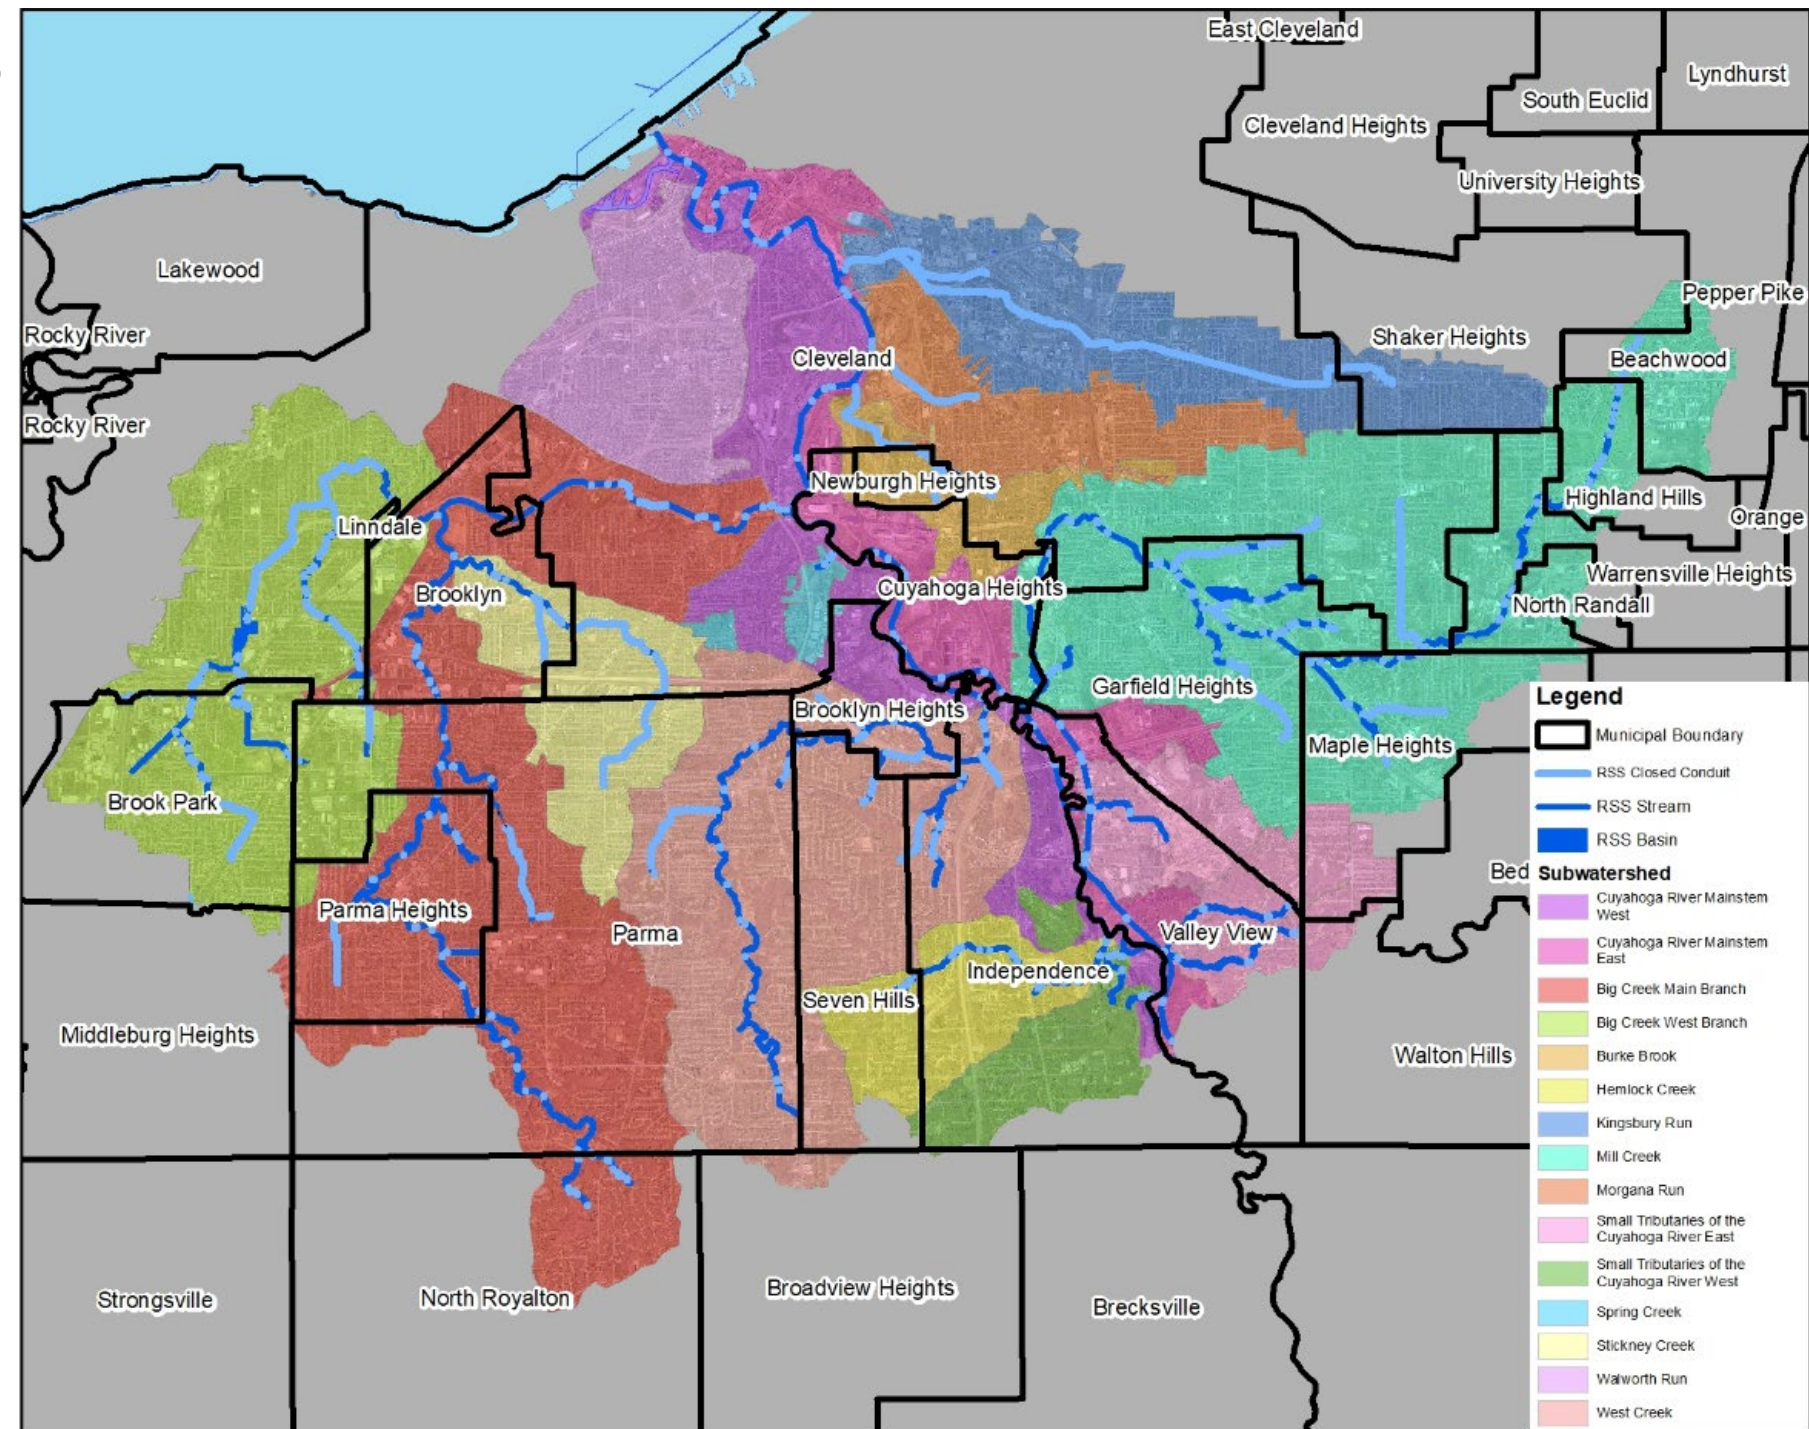 East Cleveland
Lyndhurst
South Euclid
Cleveland Heights
University Heights
Lakewood
Pepper Pike
Rocky River
Shaker Heights
Cleveland
Beachwood
Rocky River
Newburgh Heights
Highland Hills
Orange
Linndale
Warrensville Heights
Cuyahoga Heights
Brooklyn
North Randall
Garfield Heights
Brooklyn Heights
Maple Heights
Brook Park
Bed
Parma Heights
Parma
Valley View
Independence
Seven Hills
Middleburg Heights
Walton Hills
Strongsville
North Royalton
Broadview Heights
Brecksville
Legend
Municipal Boundary
RSS Closed Conduit
RSS Stream
RSS Basin
Subwatershed
Cuyahoga River Mainstem
West
Cuyahoga River Mainstem
East
Big Creek Main Branch
Big Creek West Branch
Burke Brook
Hemlock Creek
Kingsbury Run
Mill Creek
Morgana Run
Small Tributaries of the
Cuyahoga River East
Small Tributaries of the
Cuyahoga River West
Spring Creek
Stickney Creek
Walworth Run
West Creek